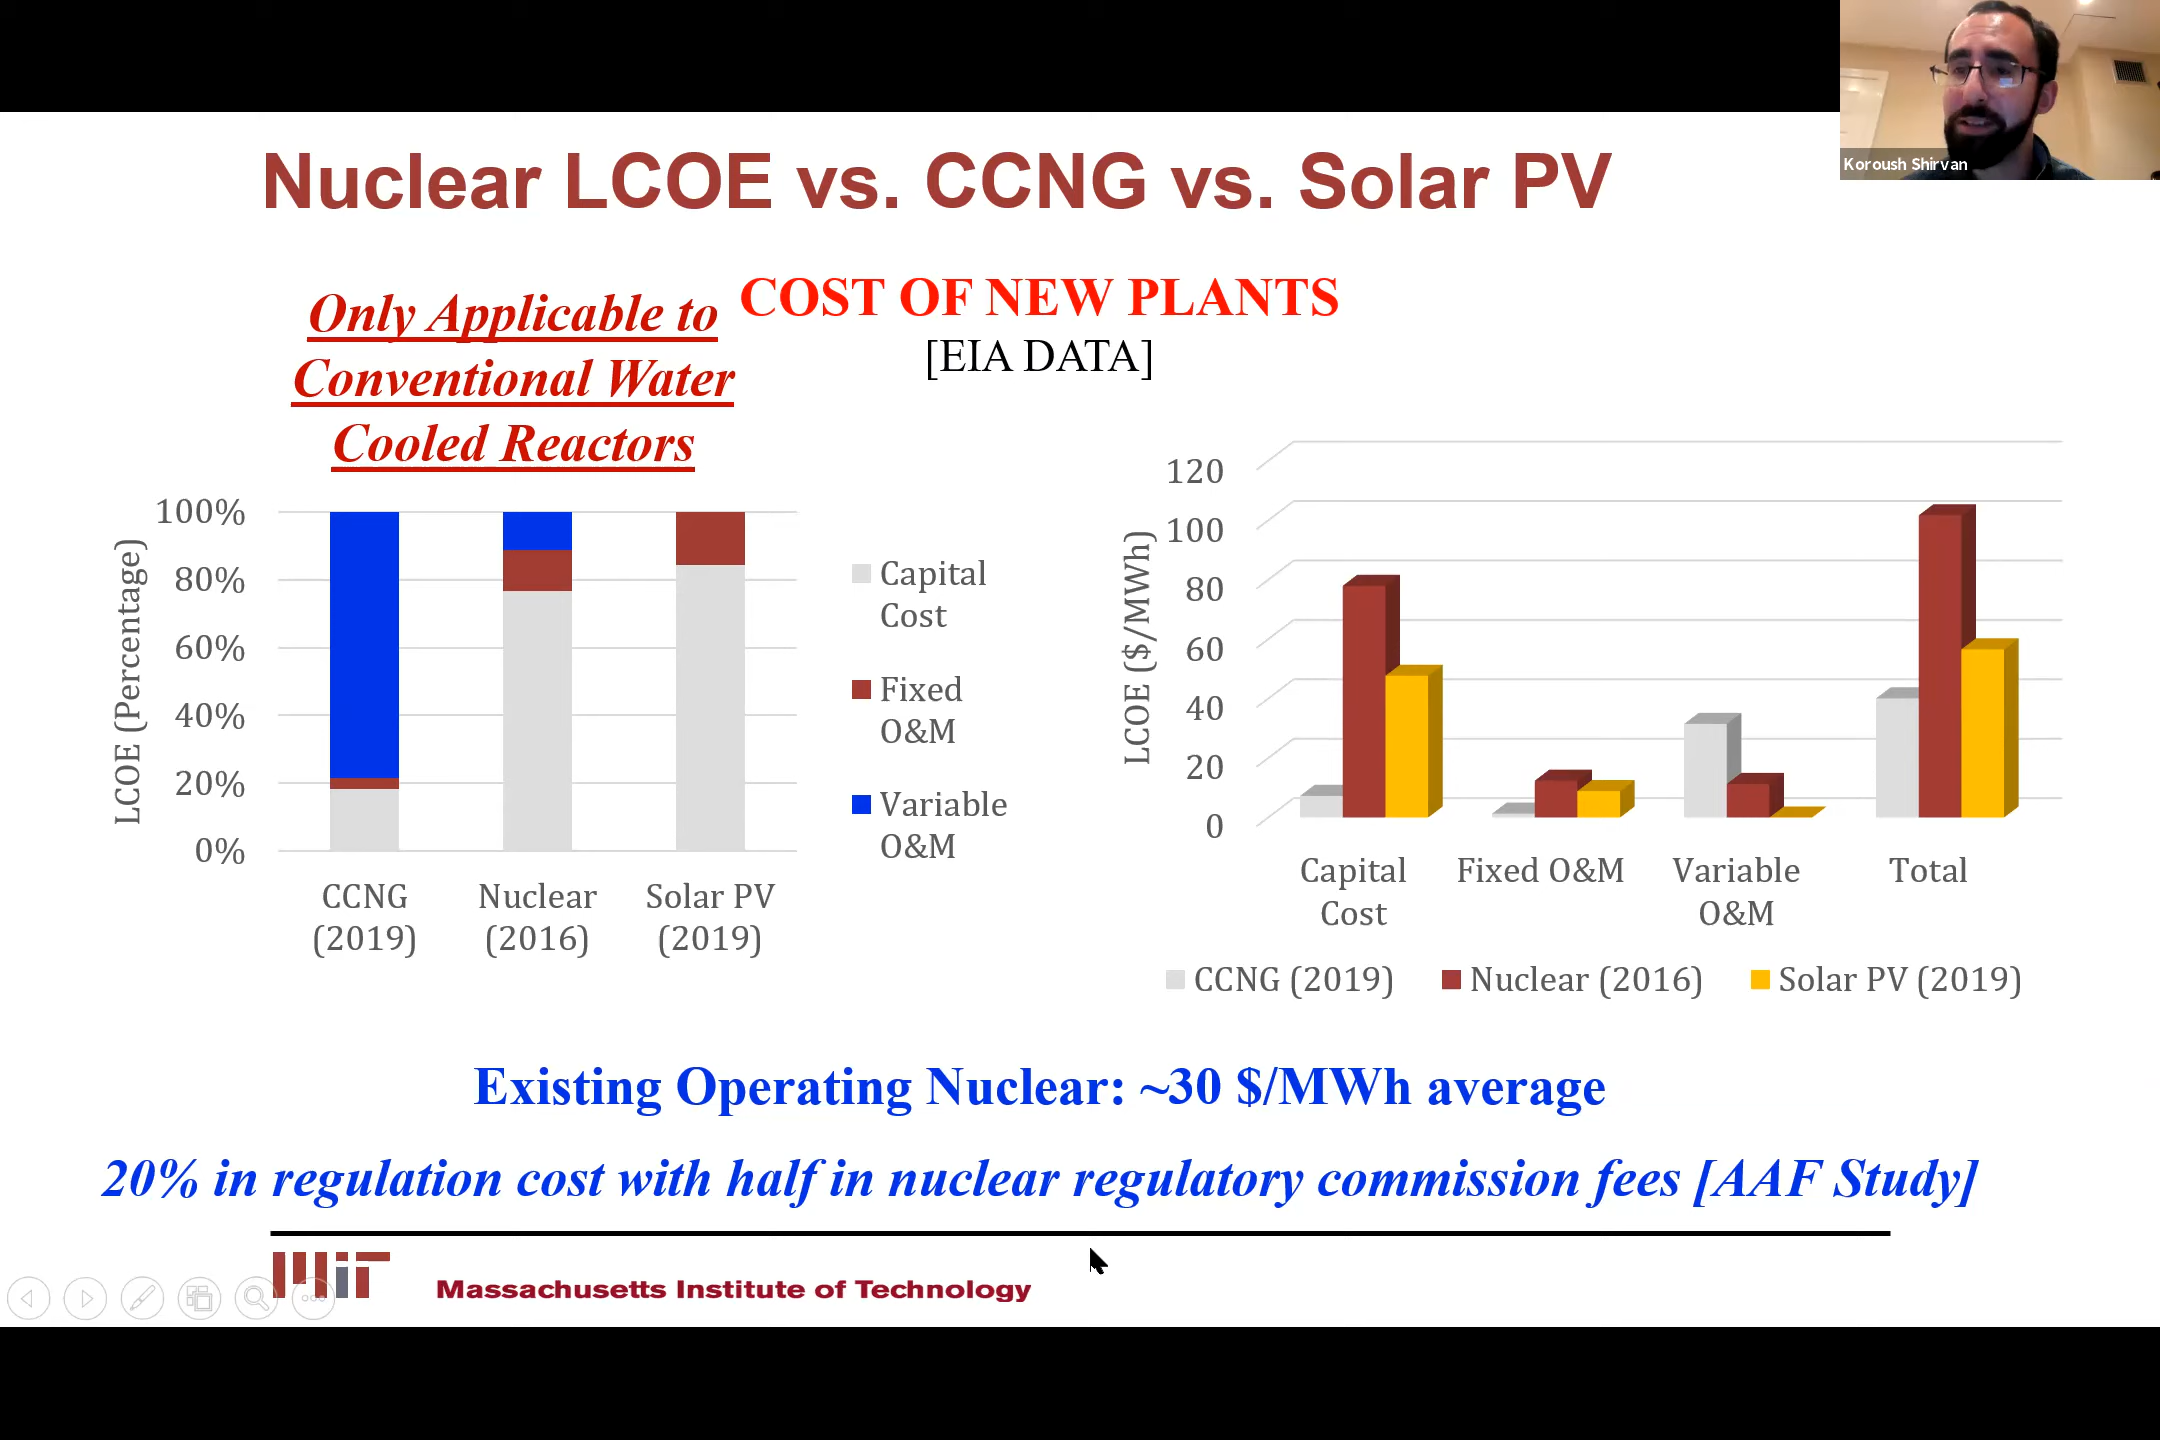 Koroush Shirvan
Nuclear LCOE vs. CCNG vs. Solar PV
Only Applicable to
Conventional Water
Cooled Reactors
COST OF NEW PLANTS
[EIA DATA]
LCOE (Percentage)
100%
80%
60%
40%
20%
0%
CCNG
(2019)
Nuclear
(2016)
Solar PV
(2019)
Capital
Cost
Fixed
O&M
Variable
O&M
LCOE ($/MWh)
120
100
80
60
40
20
0
Capital
Cost
Fixed O&M
Variable
O&M
Total
CCNG (2019)
Nuclear (2016)
Solar PV (2019)
Existing Operating Nuclear: ~30 $/MWh average
20% in regulation cost with half in nuclear regulatory commission fees [AAF Study]
MIT
Massachusetts Institute of Technology